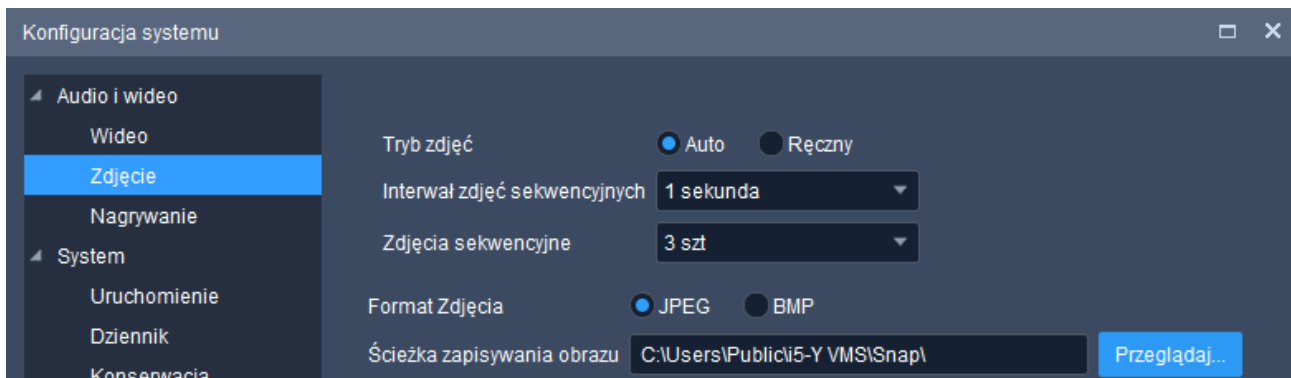 Konfiguracja systemu
Audio i wideo
Wideo
Zdjęcie
Nagrywanie
System
Uruchomienie
Dziennik
Konserwacja
Tryb zdjęć Auto Ręczny
Interwał zdjęć sekwencyjnych 1 sekunda
Zdjęcia sekwencyjne 3 szt
Format Zdjęcia JPEG BMP
Ścieżka zapisywania obrazu C:\Users\Public\i5-Y VMS\Snap\ Przeglądaj...